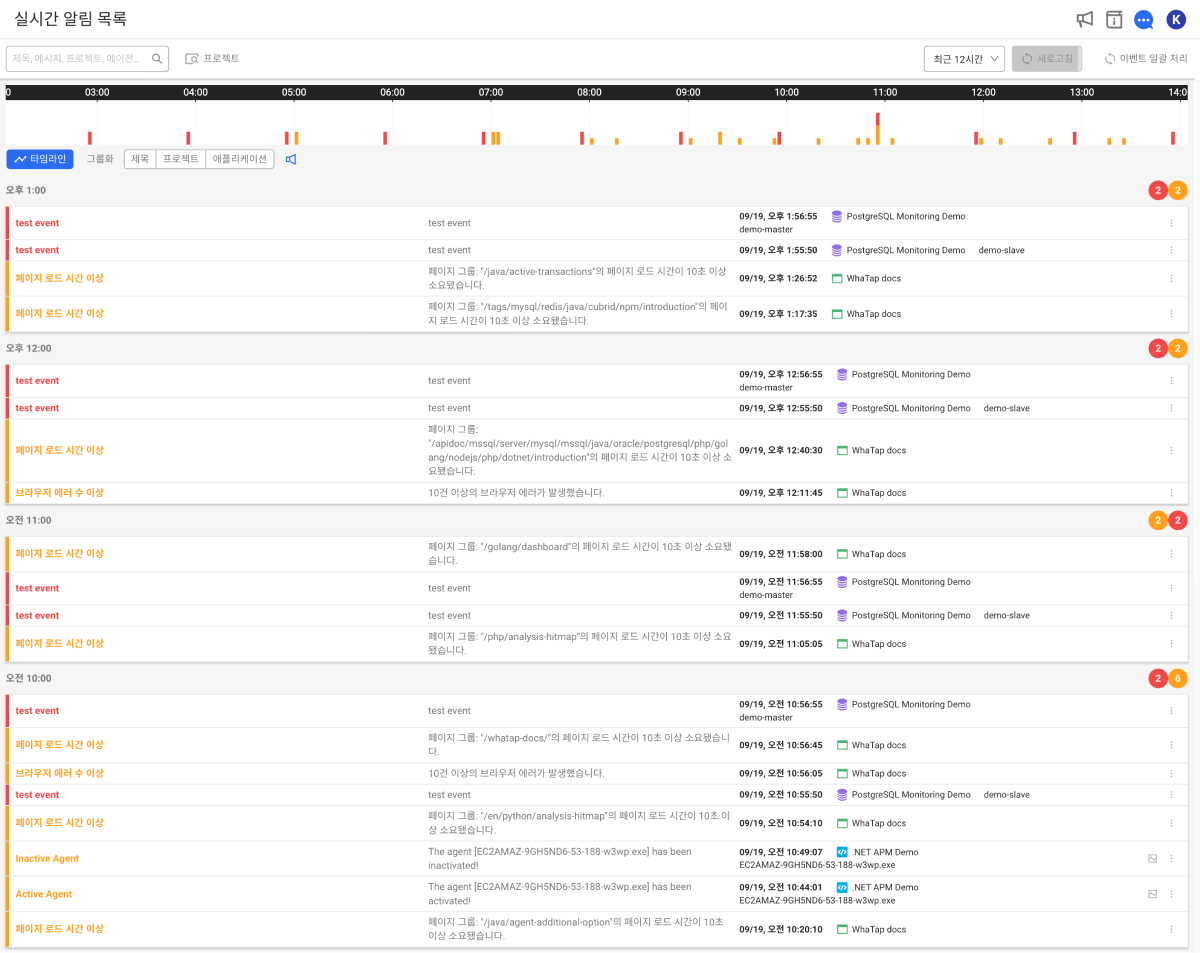 실시간 알림 목록
K
제목, 메시지, 프로젝트, 에이전...
프로젝트
최근 12시간
새로고침
이벤트 일괄 처리
0 03:00 04:00 05:00 06:00 07:00 08:00 09:00 10:00 11:00 12:00 13:00 14:0
타임라인
그룹화
제목 프로젝트 애플리케이션
오후 1:00
2 2
test event
test event
09/19, 오후 1:56:55 PostgreSQL Monitoring Demo
demo-master
test event
test event
09/19, 오후 1:55:50 PostgreSQL Monitoring Demo demo-slave
페이지 로드 시간 이상
페이지 그룹: "/java/active-transactions"의 페이지 로드 시간이 10초 이상
소요됐습니다.
09/19, 오후 1:26:52 WhaTap docs
페이지 로드 시간 이상
페이지 그룹: "/tags/mysql/redis/java/cubrid/npm/introduction"의 페이
지 로드 시간이 10초 이상 소요됐습니다.
09/19, 오후 1:17:35 WhaTap docs
오후 12:00
2 2
test event
test event
09/19, 오후 12:56:55 PostgreSQL Monitoring Demo
demo-master
test event
test event
09/19, 오후 12:55:50 PostgreSQL Monitoring Demo demo-slave
페이지 로드 시간 이상
페이지 그룹:
"/apidoc/mssql/server/mysql/mssql/java/oracle/postgresql/php/gol
ang/nodejs/php/dotnet/introduction"의 페이지 로드 시간이 10초 이상 소
요됐습니다.
09/19, 오후 12:40:30 WhaTap docs
브라우저 에러 수 이상
10건 이상의 브라우저 에러가 발생했습니다.
09/19, 오후 12:11:45 WhaTap docs
오전 11:00
2 2
페이지 로드 시간 이상
페이지 그룹: "/golang/dashboard"의 페이지 로드 시간이 10초 이상 소요됐
습니다.
09/19, 오전 11:58:00 WhaTap docs
test event
test event
09/19, 오전 11:56:55 PostgreSQL Monitoring Demo
demo-master
test event
test event
09/19, 오전 11:55:50 PostgreSQL Monitoring Demo demo-slave
페이지 로드 시간 이상
페이지 그룹: "/php/analysis-hitmap"의 페이지 로드 시간이 10초 이상 소요
됐습니다.
09/19, 오전 11:05:05 WhaTap docs
오전 10:00
2 6
test event
test event
09/19, 오전 10:56:55 PostgreSQL Monitoring Demo
demo-master
페이지 로드 시간 이상
페이지 그룹: "/whatap-docs/"의 페이지 로드 시간이 10초 이상 소요됐습니
다.
09/19, 오전 10:56:45 WhaTap docs
브라우저 에러 수 이상
10건 이상의 브라우저 에러가 발생했습니다.
09/19, 오전 10:56:05 WhaTap docs
test event
test event
09/19, 오전 10:55:50 PostgreSQL Monitoring Demo demo-slave
페이지 로드 시간 이상
페이지 그룹: "/en/python/analysis-hitmap"의 페이지 로드 시간이 10초 이
상 소요됐습니다.
09/19, 오전 10:54:10 WhaTap docs
Inactive Agent
The agent [EC2AMAZ-9GH5ND6-53-188-w3wp.exe] has been
inactivated!
09/19, 오전 10:49:07 .NET APM Demo
EC2AMAZ-9GH5ND6-53-188-w3wp.exe
Active Agent
The agent [EC2AMAZ-9GH5ND6-53-188-w3wp.exe] has been
activated!
09/19, 오전 10:44:01 .NET APM Demo
EC2AMAZ-9GH5ND6-53-188-w3wp.exe
페이지 로드 시간 이상
페이지 그룹: "/java/agent-additional-option"의 페이지 로드 시간이 10초
이상 소요됐습니다.
09/19, 오전 10:20:10 WhaTap docs